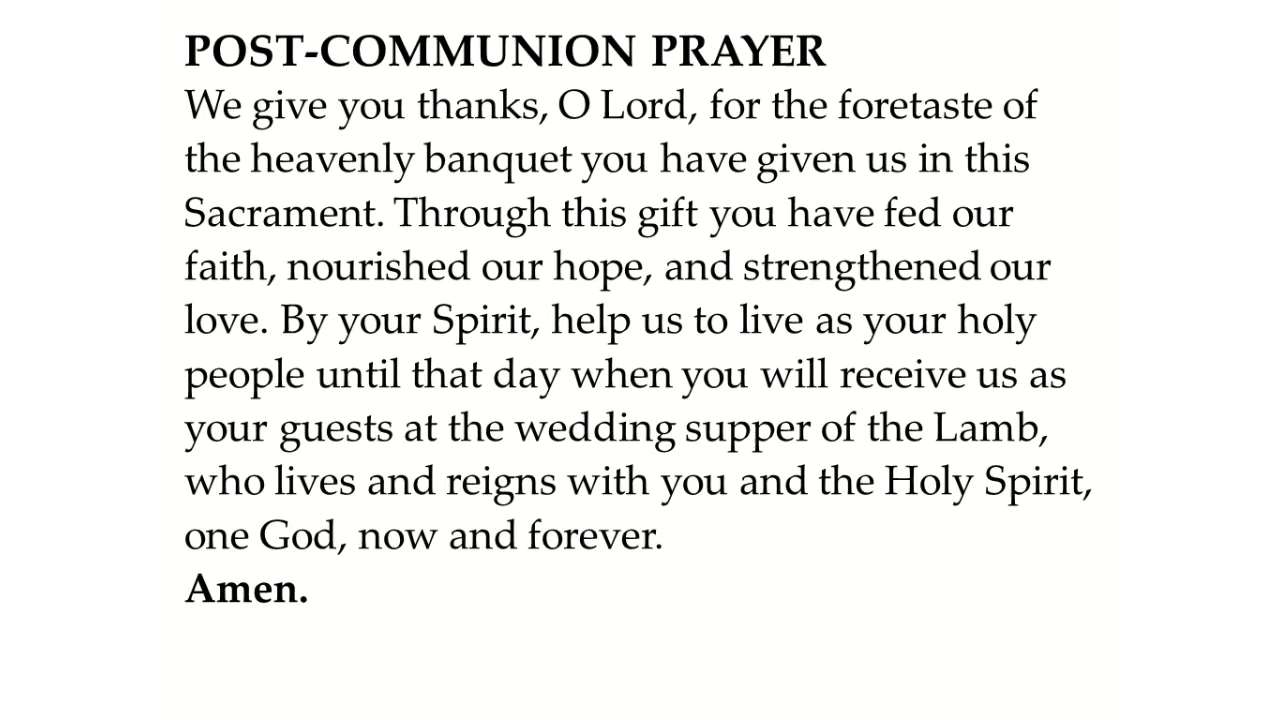 POST-COMMUNION PRAYER
We give you thanks, O Lord, for the foretaste of
the heavenly banquet you have given us in this
Sacrament. Through this gift you have fed our
faith, nourished our hope, and strengthened our
love. By your Spirit, help us to live as your holy
people until that day when you will receive us as
your guests at the wedding supper of the Lamb,
who lives and reigns with you and the Holy Spirit,
one God, now and forever.
Amen.